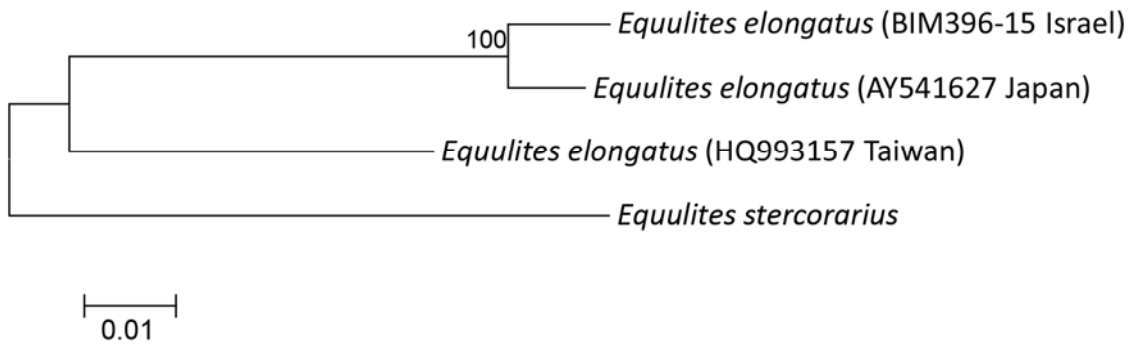 Equulites elongatus (BIM396-15 Israel)
100
Equulites elongatus (AY541627 Japan)
Equulites elongatus (HQ993157 Taiwan)
Equulites stercorarius
0.01